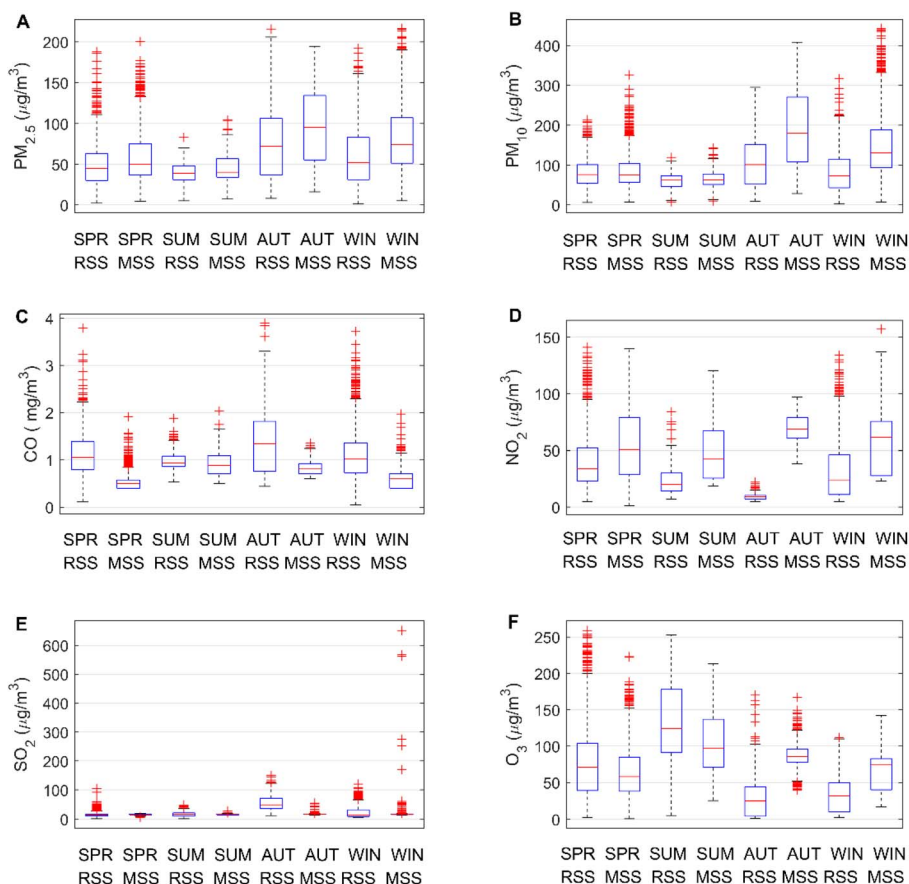 A
PM2.5 (μg/m3)
200
150
100
50
0
SPR SPR SUM SUM AUT AUT WIN WIN
RSS MSS RSS MSS RSS MSS RSS MSS
B
PM10 (μg/m3)
400
300
200
100
0
SPR SPR SUM SUM AUT AUT WIN WIN
RSS MSS RSS MSS RSS MSS RSS MSS
C
CO ( mg/m3)
4
3
2
1
0
SPR SPR SUM SUM AUT AUT WIN WIN
RSS MSS RSS MSS RSS MSS RSS MSS
D
NO2 (μg/m3)
150
100
50
0
SPR SPR SUM SUM AUT AUT WIN WIN
RSS MSS RSS MSS RSS MSS RSS MSS
E
SO2 (μg/m3)
600
500
400
300
200
100
0
SPR SPR SUM SUM AUT AUT WIN WIN
RSS MSS RSS MSS RSS MSS RSS MSS
F
O3 (μg/m3)
250
200
150
100
50
0
SPR SPR SUM SUM AUT AUT WIN WIN
RSS MSS RSS MSS RSS MSS RSS MSS